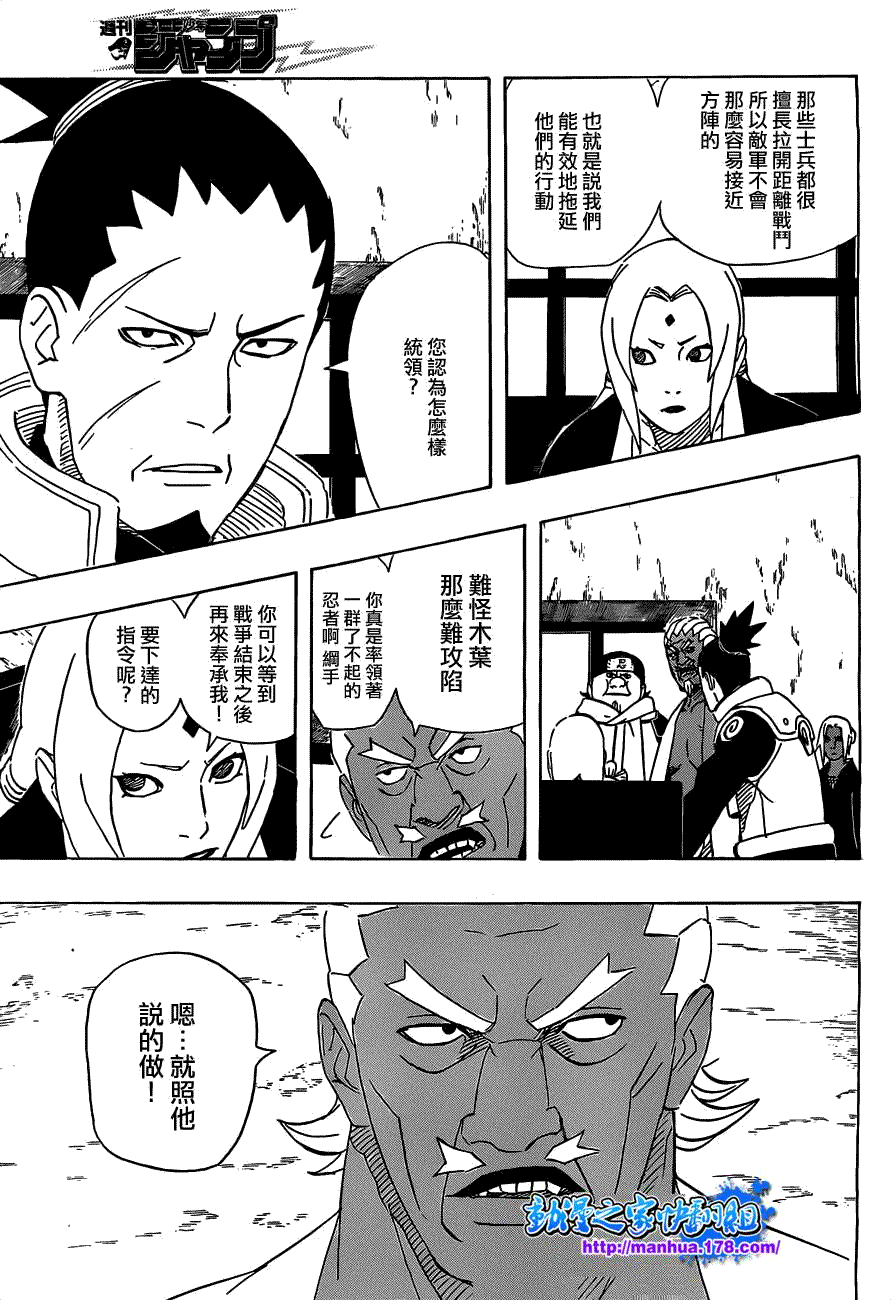 週刊
少年
ジャンプ
那些士兵都很
擅長拉開距離戰鬥
所以敵軍不會
那麼容易接近
方陣的
也就是說我們
能有效地拖延
他們的行動
您認為怎麼樣
統領？
難怪木葉
那麼難攻陷
你真是率領著
一群了不起的
忍者啊 綱手
你可以等到
戰爭結束之後
再來奉承我！
要下達的
指令呢？
忍
嗯…就照他
説的做！
動漫之家快翻組
http://manhua.178.com/